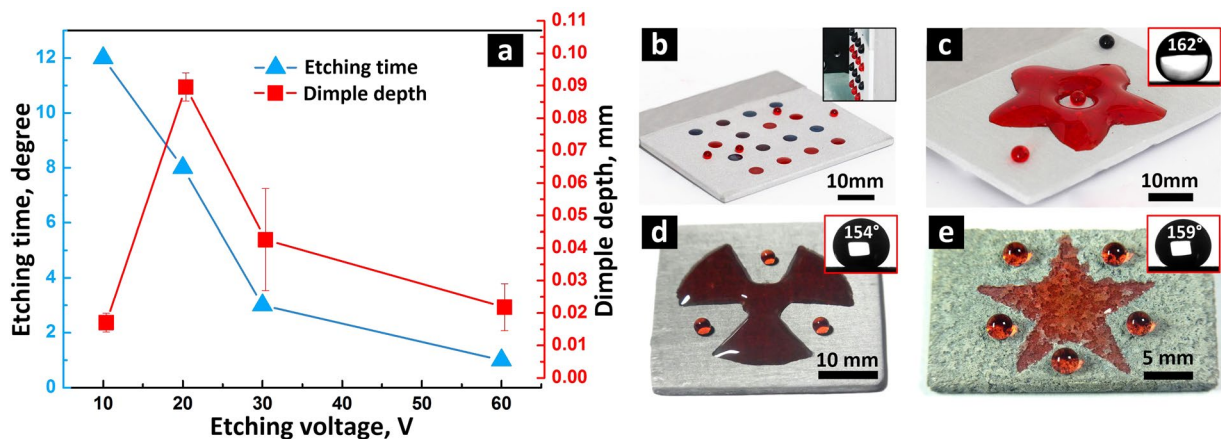 a
Etching time
Dimple depth
Etching time, degree
12
10
8
6
4
2
0
10
20
30
40
50
60
Etching voltage, V
0.11
0.10
0.09
0.08
0.07
0.06
0.05
0.04
0.03
0.02
0.01
0.00
Dimple depth, mm
b
10mm
c
162°
10mm
d
154°
10 mm
e
159°
5 mm